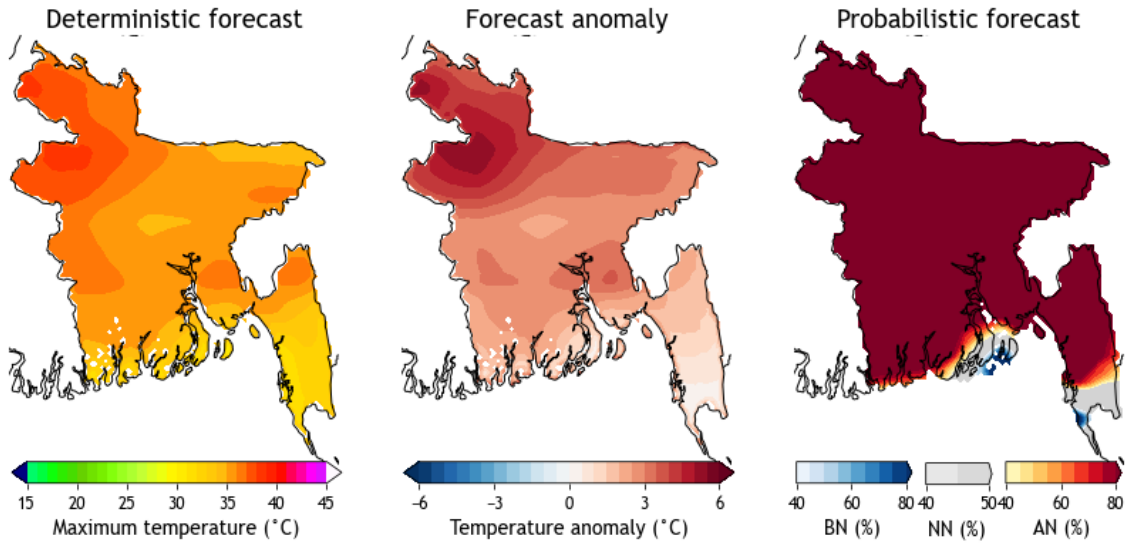 Deterministic forecast
Forecast anomaly
Probabilistic forecast
15 20 25 30 35 40 45
Maximum temperature (˚C)
−6 −3 0 3 6
Temperature anomaly (˚C)
40 60 80
BN (%)
40 50
NN (%)
40 60 80
AN (%)